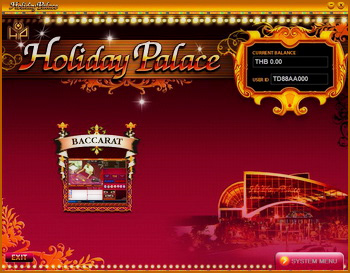 Holiday Palace
Holiday Palace
CURRENT BALANCE
THB 0.00
USER ID:
TD88AA000
BACCARAT
EXIT
SYSTEM MENU